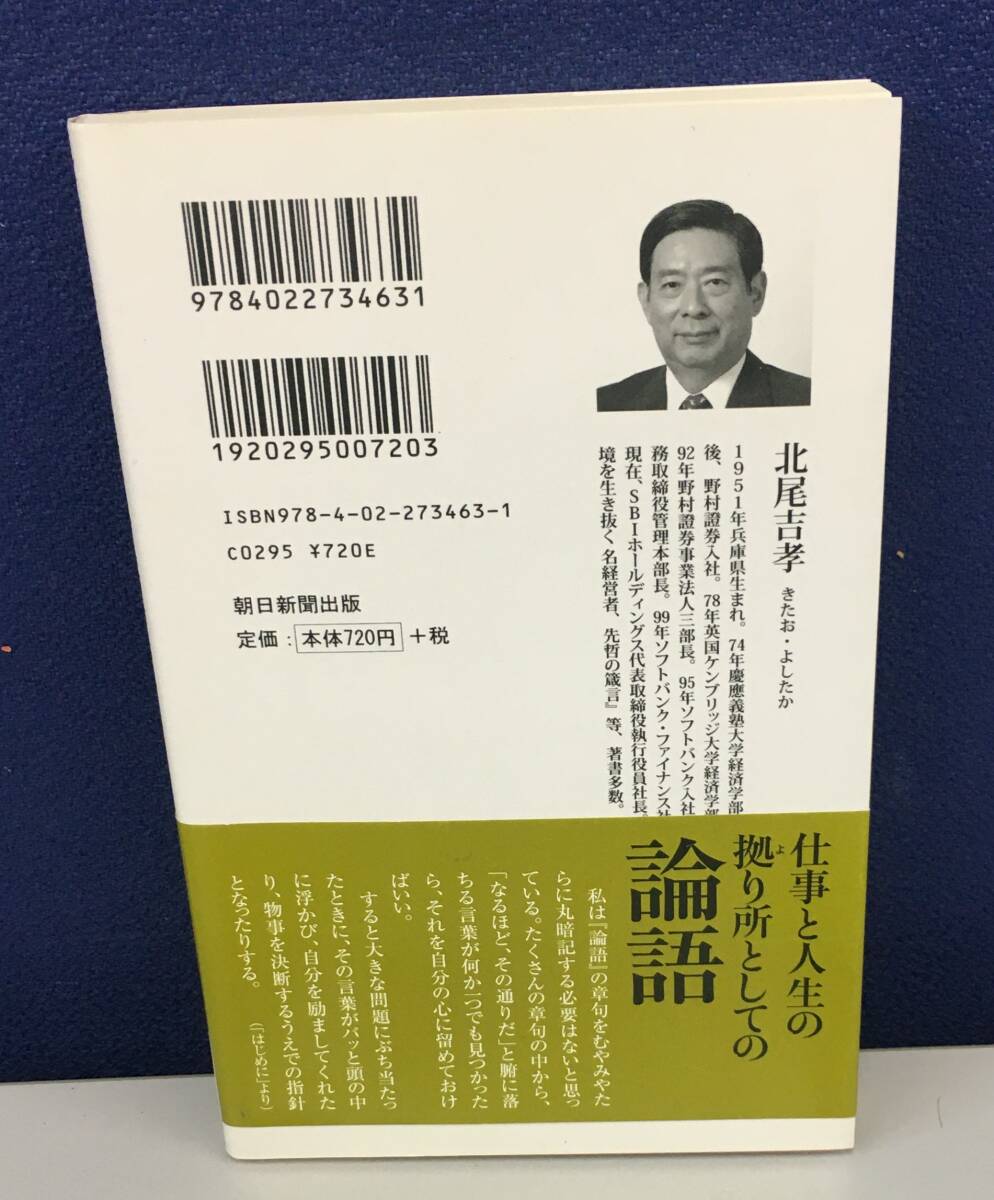 9784022734631
1920295007203
ISBN978-4-02-273463-1
C0295 ¥720E
朝日新聞出版
定価：本体720円＋税
北尾吉孝 きたお・よしたか
1951年兵庫県生まれ。74年慶應義塾大学経済学部
後、野村證券入社。78年英国ケンブリッジ大学経済学部
92年野村證券事業法人三部長。95年ソフトバンク入社
務取締役管理本部長。99年ソフトバンク・ファイナンス社
現在、SBIホールディングス代表取締役執行役員社長。
境を生き抜く名経営者、先哲の箴言』等、著書多数。
仕事と人生の
拠り所としての
よ
論語
私は『論語』の章句をむやみやた
らに丸暗記する必要はないと思っ
ている。たくさんの章句の中から、
「なるほど、その通りだ」と腑に落
ちる言葉が何か一つでも見つかった
ら、それを自分の心に留めておけ
ばいい。
すると大きな問題にぶち当たっ
たときに、その言葉がパッと頭の中
に浮かび、自分を励ましてくれた
り、物事を決断するうえでの指針
となったりする。
（「はじめに」より）